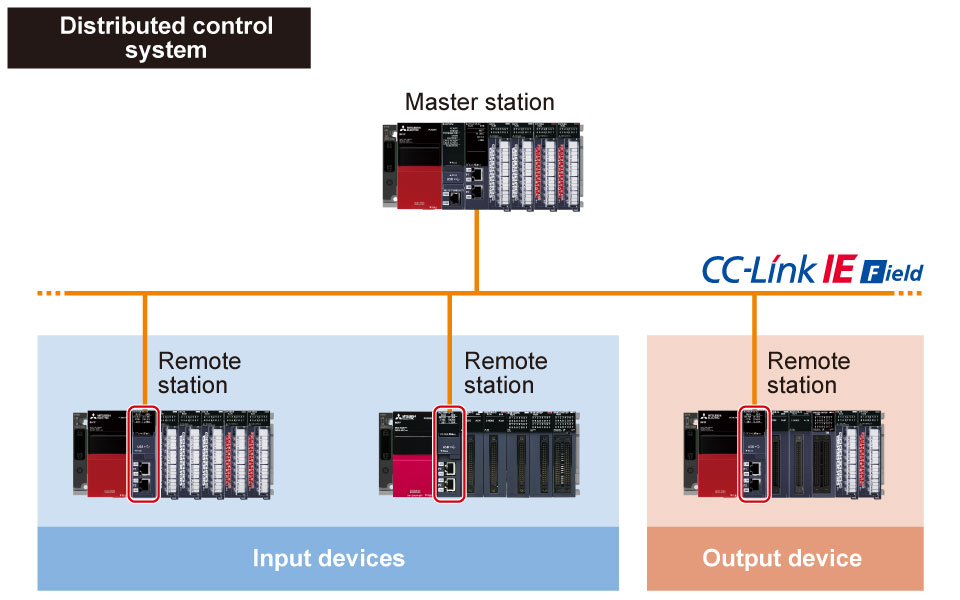 Distributed control
system
Master station
CC-Link IE Field
Remote
station
Remote
station
Remote
station
Input devices
Output device